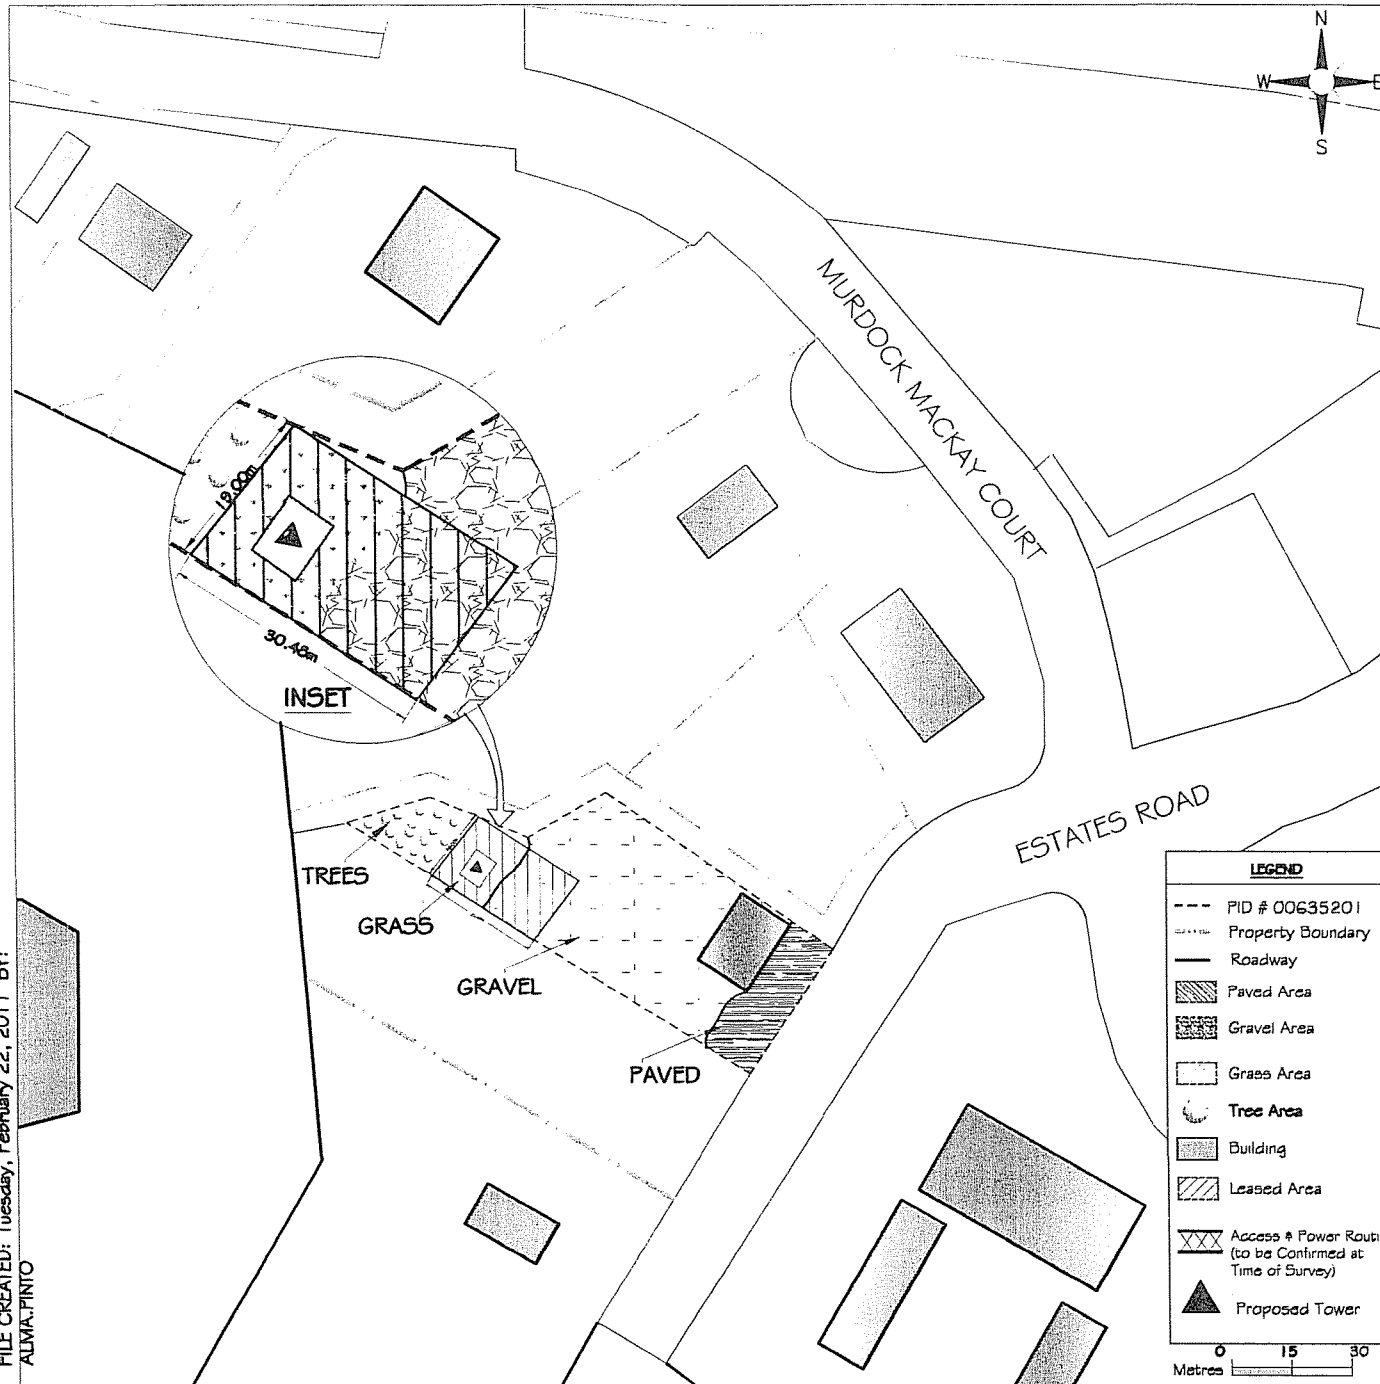 N
W
E
S
MURDOCK MACKAY COURT
19.00m
30.48m
INSET
ESTATES ROAD
TREES
GRASS
GRAVEL
PAVED
LEGEND
PID # 00635201
Property Boundary
Roadway
Paved Area
Gravel Area
Grass Area
Tree Area
Building
Leased Area
Access & Power Rout
(to be Confirmed at
Time of Survey)
Proposed Tower
0 15 30
Metres
FILE CREATED: Tuesday, February 22, 2011 BY:
ALMA.PINTO